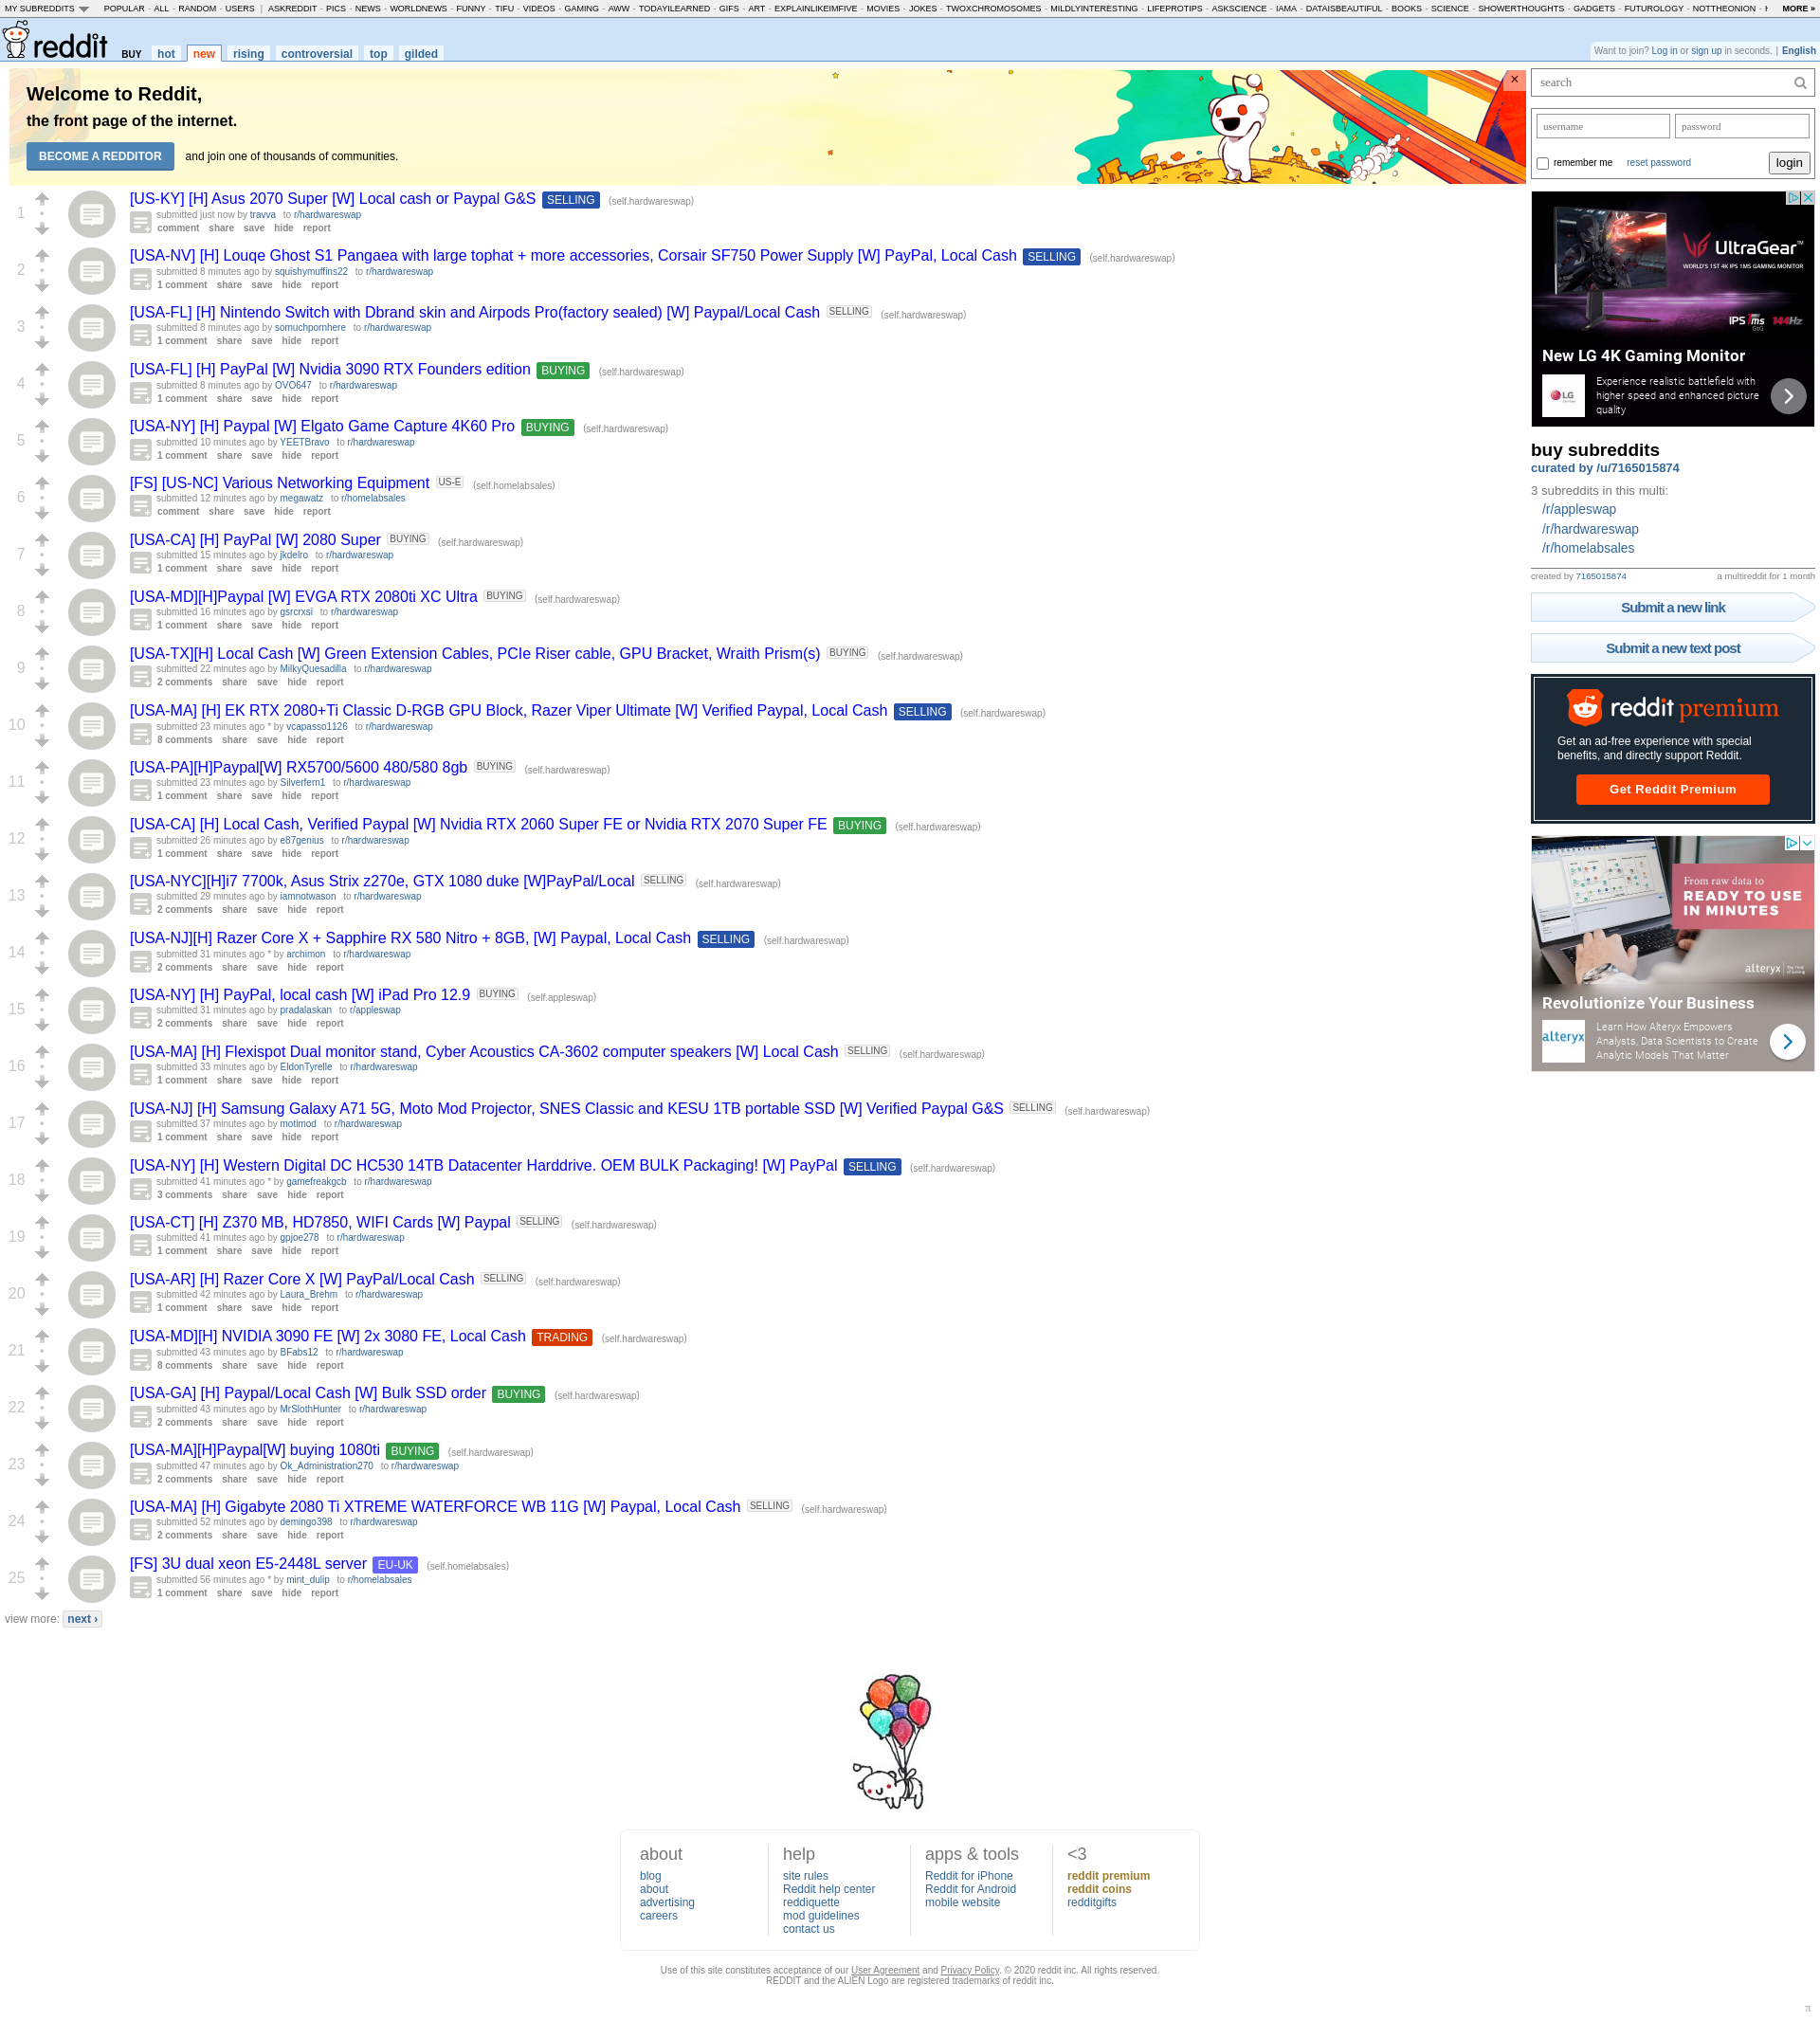 MY SUBREDDITS POPULAR - ALL - RANDOM - USERS | ASKREDDIT - PICS - NEWS - WORLDNEWS - FUNNY - TIFU - VIDEOS - GAMING - AWW - TODAYILEARNED - GIFS - ART - EXPLAINLIKEIMFIVE - MOVIES - JOKES - TWOXCHROMOSOMES - MILDLYINTERESTING - LIFEPROTIPS - ASKSCIENCE - IAMA - DATAISBEAUTIFUL - BOOKS - SCIENCE - SHOWERTHOUGHTS - GADGETS - FUTUROLOGY - NOTTHEONION - MORE »
reddit BUY hot new rising controversial top gilded
Want to join? Log in or sign up in seconds. | English
Welcome to Reddit,
the front page of the internet.
BECOME A REDDITOR and join one of thousands of communities.
×
1
[US-KY] [H] Asus 2070 Super [W] Local cash or Paypal G&S SELLING (self.hardwareswap)
submitted just now by travva to r/hardwareswap
comment share save hide report
2
[USA-NV] [H] Louqe Ghost S1 Pangaea with large tophat + more accessories, Corsair SF750 Power Supply [W] PayPal, Local Cash SELLING (self.hardwareswap)
submitted 8 minutes ago by squishymuffins22 to r/hardwareswap
1 comment share save hide report
3
[USA-FL] [H] Nintendo Switch with Dbrand skin and Airpods Pro(factory sealed) [W] Paypal/Local Cash SELLING (self.hardwareswap)
submitted 8 minutes ago by somuchpornhere to r/hardwareswap
1 comment share save hide report
4
[USA-FL] [H] PayPal [W] Nvidia 3090 RTX Founders edition BUYING (self.hardwareswap)
submitted 8 minutes ago by OVO647 to r/hardwareswap
1 comment share save hide report
5
[USA-NY] [H] Paypal [W] Elgato Game Capture 4K60 Pro BUYING (self.hardwareswap)
submitted 10 minutes ago by YEETBravo to r/hardwareswap
1 comment share save hide report
6
[FS] [US-NC] Various Networking Equipment US-E (self.homelabsales)
submitted 12 minutes ago by megawatz to r/homelabsales
comment share save hide report
7
[USA-CA] [H] PayPal [W] 2080 Super BUYING (self.hardwareswap)
submitted 15 minutes ago by jkdelro to r/hardwareswap
1 comment share save hide report
8
[USA-MD][H]Paypal [W] EVGA RTX 2080ti XC Ultra BUYING (self.hardwareswap)
submitted 16 minutes ago by gsrcrxsi to r/hardwareswap
1 comment share save hide report
9
[USA-TX][H] Local Cash [W] Green Extension Cables, PCIe Riser cable, GPU Bracket, Wraith Prism(s) BUYING (self.hardwareswap)
submitted 22 minutes ago by MilkyQuesadilla to r/hardwareswap
2 comments share save hide report
10
[USA-MA] [H] EK RTX 2080+Ti Classic D-RGB GPU Block, Razer Viper Ultimate [W] Verified Paypal, Local Cash SELLING (self.hardwareswap)
submitted 23 minutes ago * by vcapasso1126 to r/hardwareswap
8 comments share save hide report
11
[USA-PA][H]Paypal[W] RX5700/5600 480/580 8gb BUYING (self.hardwareswap)
submitted 23 minutes ago by Silverfern1 to r/hardwareswap
1 comment share save hide report
12
[USA-CA] [H] Local Cash, Verified Paypal [W] Nvidia RTX 2060 Super FE or Nvidia RTX 2070 Super FE BUYING (self.hardwareswap)
submitted 26 minutes ago by e87genius to r/hardwareswap
1 comment share save hide report
13
[USA-NYC][H]i7 7700k, Asus Strix z270e, GTX 1080 duke [W]PayPal/Local SELLING (self.hardwareswap)
submitted 29 minutes ago by iamnotwason to r/hardwareswap
2 comments share save hide report
14
[USA-NJ][H] Razer Core X + Sapphire RX 580 Nitro + 8GB, [W] Paypal, Local Cash SELLING (self.hardwareswap)
submitted 31 minutes ago * by archimon to r/hardwareswap
2 comments share save hide report
15
[USA-NY] [H] PayPal, local cash [W] iPad Pro 12.9 BUYING (self.appleswap)
submitted 31 minutes ago by pradalaskan to r/appleswap
2 comments share save hide report
16
[USA-MA] [H] Flexispot Dual monitor stand, Cyber Acoustics CA-3602 computer speakers [W] Local Cash SELLING (self.hardwareswap)
submitted 33 minutes ago by EldonTyrelle to r/hardwareswap
1 comment share save hide report
17
[USA-NJ] [H] Samsung Galaxy A71 5G, Moto Mod Projector, SNES Classic and KESU 1TB portable SSD [W] Verified Paypal G&S SELLING (self.hardwareswap)
submitted 37 minutes ago by motimod to r/hardwareswap
1 comment share save hide report
18
[USA-NY] [H] Western Digital DC HC530 14TB Datacenter Harddrive. OEM BULK Packaging! [W] PayPal SELLING (self.hardwareswap)
submitted 41 minutes ago * by gamefreakgcb to r/hardwareswap
3 comments share save hide report
19
[USA-CT] [H] Z370 MB, HD7850, WIFI Cards [W] Paypal SELLING (self.hardwareswap)
submitted 41 minutes ago by gpjoe278 to r/hardwareswap
1 comment share save hide report
20
[USA-AR] [H] Razer Core X [W] PayPal/Local Cash SELLING (self.hardwareswap)
submitted 42 minutes ago by Laura_Brehm to r/hardwareswap
1 comment share save hide report
21
[USA-MD][H] NVIDIA 3090 FE [W] 2x 3080 FE, Local Cash TRADING (self.hardwareswap)
submitted 43 minutes ago by BFabs12 to r/hardwareswap
8 comments share save hide report
22
[USA-GA] [H] Paypal/Local Cash [W] Bulk SSD order BUYING (self.hardwareswap)
submitted 43 minutes ago by MrSlothHunter to r/hardwareswap
2 comments share save hide report
23
[USA-MA][H]Paypal[W] buying 1080ti BUYING (self.hardwareswap)
submitted 47 minutes ago by Ok_Administration270 to r/hardwareswap
2 comments share save hide report
24
[USA-MA] [H] Gigabyte 2080 Ti XTREME WATERFORCE WB 11G [W] Paypal, Local Cash SELLING (self.hardwareswap)
submitted 52 minutes ago by demingo398 to r/hardwareswap
2 comments share save hide report
25
[FS] 3U dual xeon E5-2448L server EU-UK (self.homelabsales)
submitted 56 minutes ago * by mint_dulip to r/homelabsales
1 comment share save hide report
view more: next ›
search
username password
remember me reset password login
UltraGear™
WORLD'S 1ST 4K IPS 1MS GAMING MONITOR
IPS 1ms GtG 144Hz
New LG 4K Gaming Monitor
LG
Experience realistic battlefield with
higher speed and enhanced picture
quality
buy subreddits
curated by /u/7165015874
3 subreddits in this multi:
/r/appleswap
/r/hardwareswap
/r/homelabsales
created by 7165015874 a multireddit for 1 month
Submit a new link
Submit a new text post
reddit premium
Get an ad-free experience with special
benefits, and directly support Reddit.
Get Reddit Premium
From raw data to
READY TO USE
IN MINUTES
alteryx
Revolutionize Your Business
alteryx
Learn How Alteryx Empowers
Analysts, Data Scientists to Create
Analytic Models That Matter
about
blog
about
advertising
careers
help
site rules
Reddit help center
reddiquette
mod guidelines
contact us
apps & tools
Reddit for iPhone
Reddit for Android
mobile website
<3
reddit premium
reddit coins
redditgifts
Use of this site constitutes acceptance of our User Agreement and Privacy Policy. © 2020 reddit inc. All rights reserved.
REDDIT and the ALIEN Logo are registered trademarks of reddit inc.
π